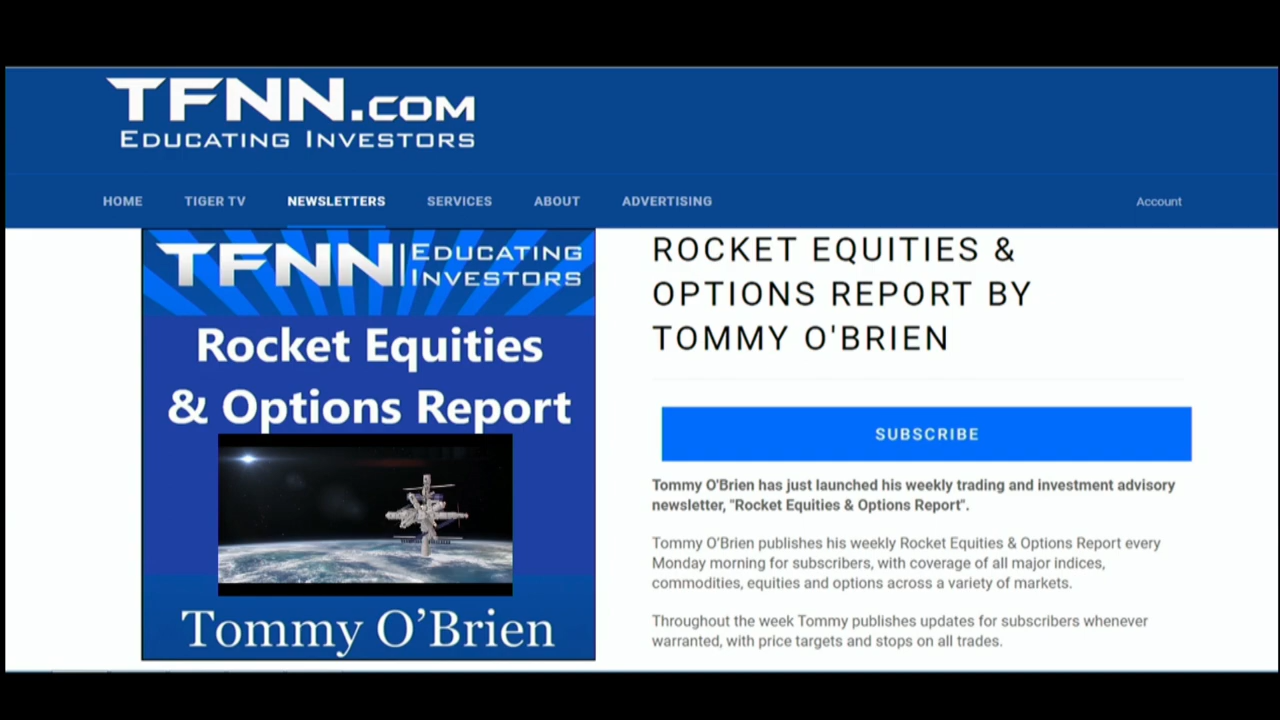 TFNN.COM
EDUCATING INVESTORS
HOME TIGER TV NEWSLETTERS SERVICES ABOUT ADVERTISING Account
TFNN | EDUCATING
INVESTORS
Rocket Equities
& Options Report
Tommy O’Brien
ROCKET EQUITIES &
OPTIONS REPORT BY
TOMMY O'BRIEN
SUBSCRIBE
Tommy O'Brien has just launched his weekly trading and investment advisory
newsletter, "Rocket Equities & Options Report".
Tommy O’Brien publishes his weekly Rocket Equities & Options Report every
Monday morning for subscribers, with coverage of all major indices,
commodities, equities and options across a variety of markets.
Throughout the week Tommy publishes updates for subscribers whenever
warranted, with price targets and stops on all trades.